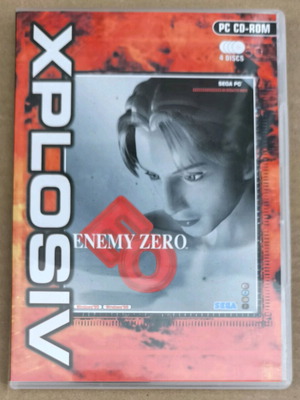 PC CD-ROM
4 DISCS
XPLOSIV
SEGA PC
ENEMY ZERO
E0
SEGA